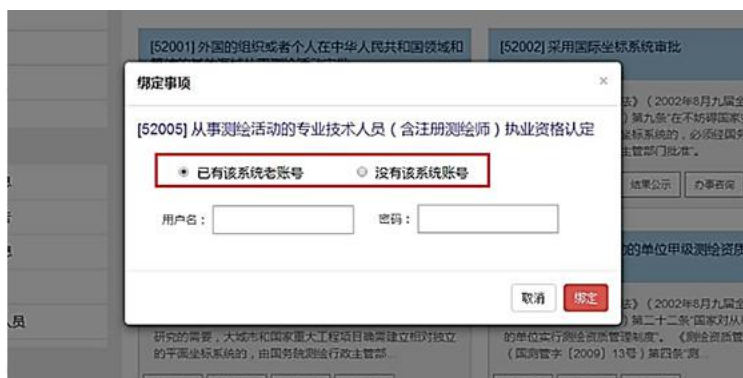 [52001] 外国的组织或者个人在中华人民共和国领域和
[52002] 采用国际坐标系统审批
绑定事项
×
[52005] 从事测绘活动的专业技术人员（含注册测绘师）执业资格认定
已有该系统老账号
没有该系统账号
用户名：
密码：
取消
绑定
法》（2002年8月九届全
）第九条"在不妨碍国家安
坐标系统的，必须经国务
主管部门批准"。
结果公示
办事咨询
的单位甲级测绘资质
法》（2002年8月九届全
）第二十二条"国家对从事
研究的需要，大城市和国家重大工程项目确需建立相对独立
的平面坐标系统的，由国务院测绘行政主管部...
的单位实行测绘资质管理制度"。《测绘资质管
（国测管字［2009］13号）第四条"测
人员